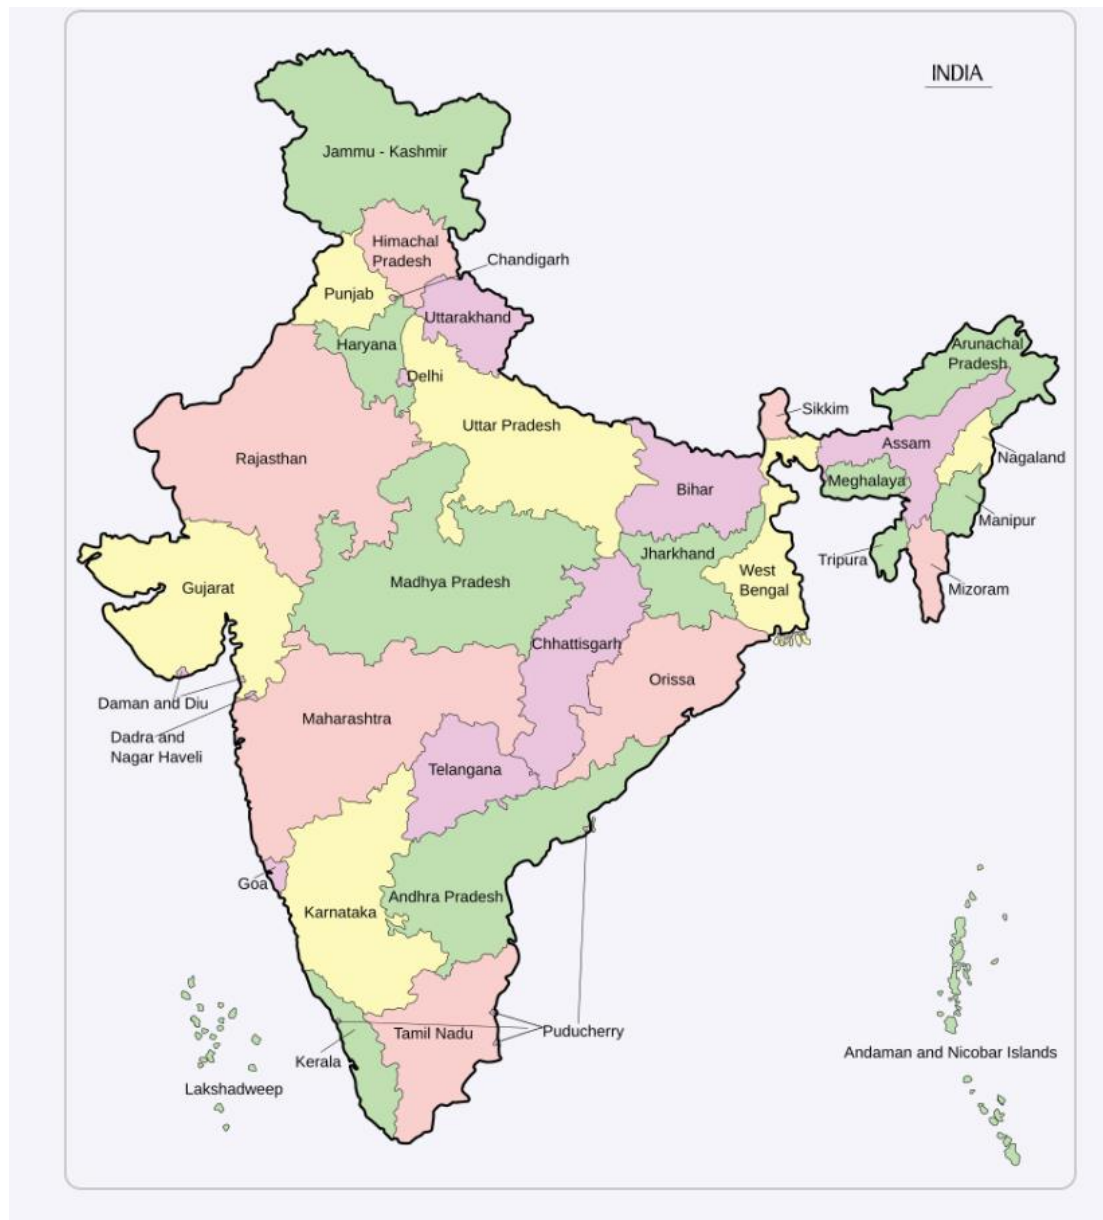 INDIA
Jammu - Kashmir
Himachal
Pradesh
Chandigarh
Punjab
Uttarakhand
Haryana
Arunachal
Pradesh
Delhi
Sikkim
Uttar Pradesh
Assam
Rajasthan
Nagaland
Meghalaya
Bihar
Manipur
Jharkhand
Tripura
West
Bengal
Madhya Pradesh
Gujarat
Mizoram
Chhattisgarh
Orissa
Daman and Diu
Maharashtra
Dadra and
Nagar Haveli
Telangana
Goa
Andhra Pradesh
Karnataka
Tamil Nadu
Puducherry
Andaman and Nicobar Islands
Kerala
Lakshadweep